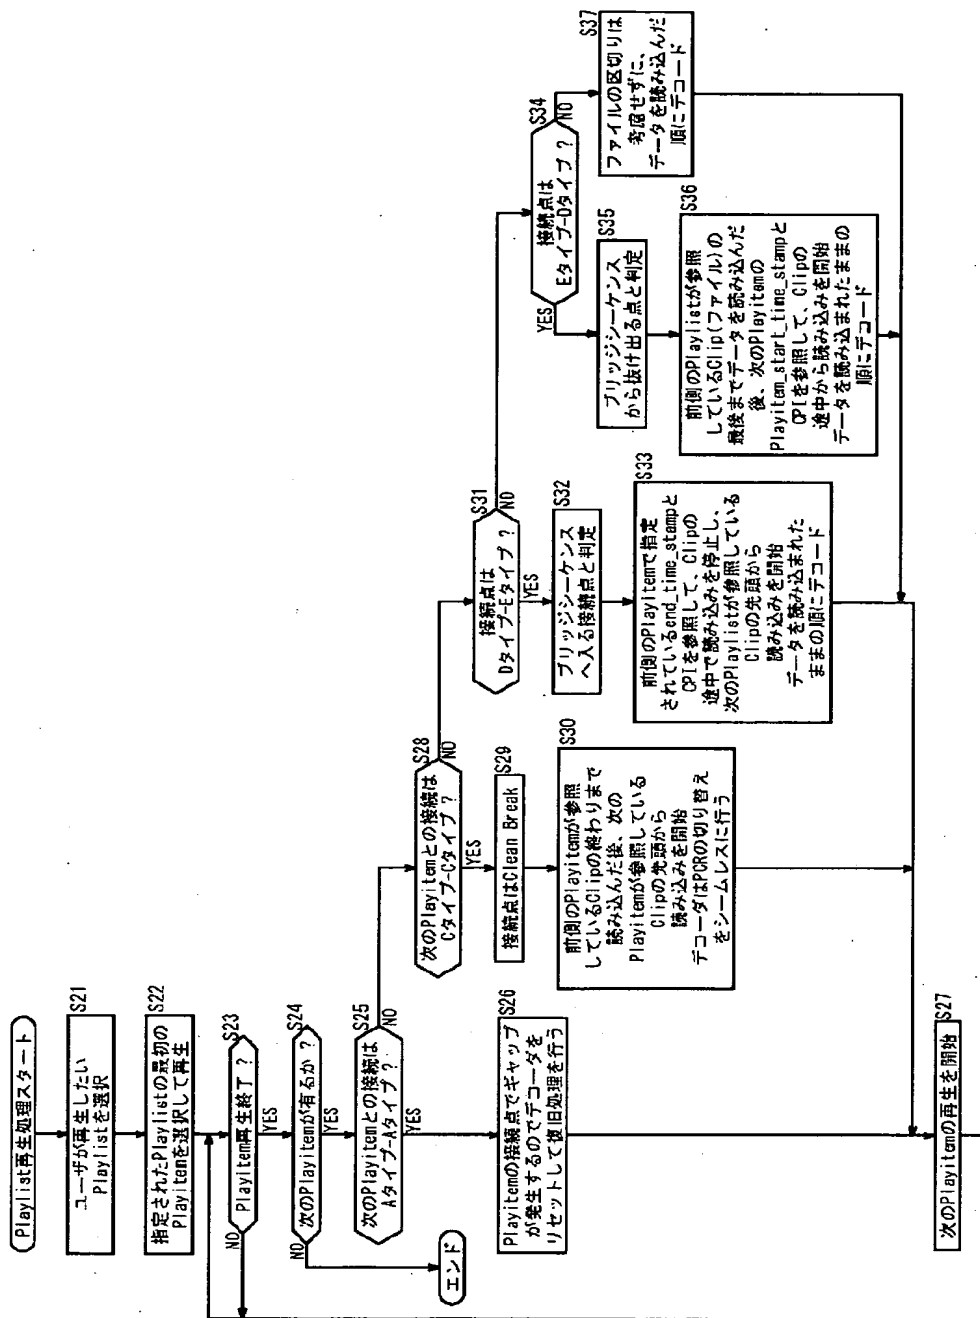 Playlist再生処理スタート
S21
ユーザが再生したい
Playlistを選択
S22
指定されたPlaylistの最初の
Playitemを選択して再生
S23
Playitem再生終了？
NO
YES
S24
次のPlayitemが有るか？
NO
YES
エンド
S25
次のPlayitemとの接続は
Aタイプ-Aタイプ？
NO
YES
S26
Playitemの接続点でギャップ
が発生するのでデコーダを
リセットして復旧処理を行う
S27
次のPlayitemの再生を開始
S28
次のPlayitemとの接続は
Cタイプ-Cタイプ？
NO
YES
S29
接続点はClean Break
S30
前側のPlayitemが参照
しているClipの終わりまで
読み込んだ後、次の
Playitemが参照している
Clipの先頭から
読み込みを開始
デコーダはPCRの切り替え
をシームレスに行う
S31
接続点は
Dタイプ-Eタイプ？
NO
YES
S32
ブリッジシーケンス
へ入る接続点と判定
S33
前側のPlayitemで指定
されているend_time_stampと
CPIを参照して、Clipの
途中で読み込みを停止し、
次のPlaylistが参照している
Clipの先頭から
読み込みを開始
データを読み込まれた
ままの順にデコード
S34
接続点は
Eタイプ-Dタイプ？
NO
YES
S35
ブリッジシーケンス
から抜け出る点と判定
S36
前側のPlaylistが参照
しているClip(ファイル)の
最後までデータを読み込んだ
後、次のPlayitemの
Playitem_start_time_stampと
CPIを参照して、Clipの
途中から読み込みを開始
データを読み込まれたままの
順にデコード
S37
ファイルの区切りは
考慮せずに、
データを読み込んだ
順にデコード